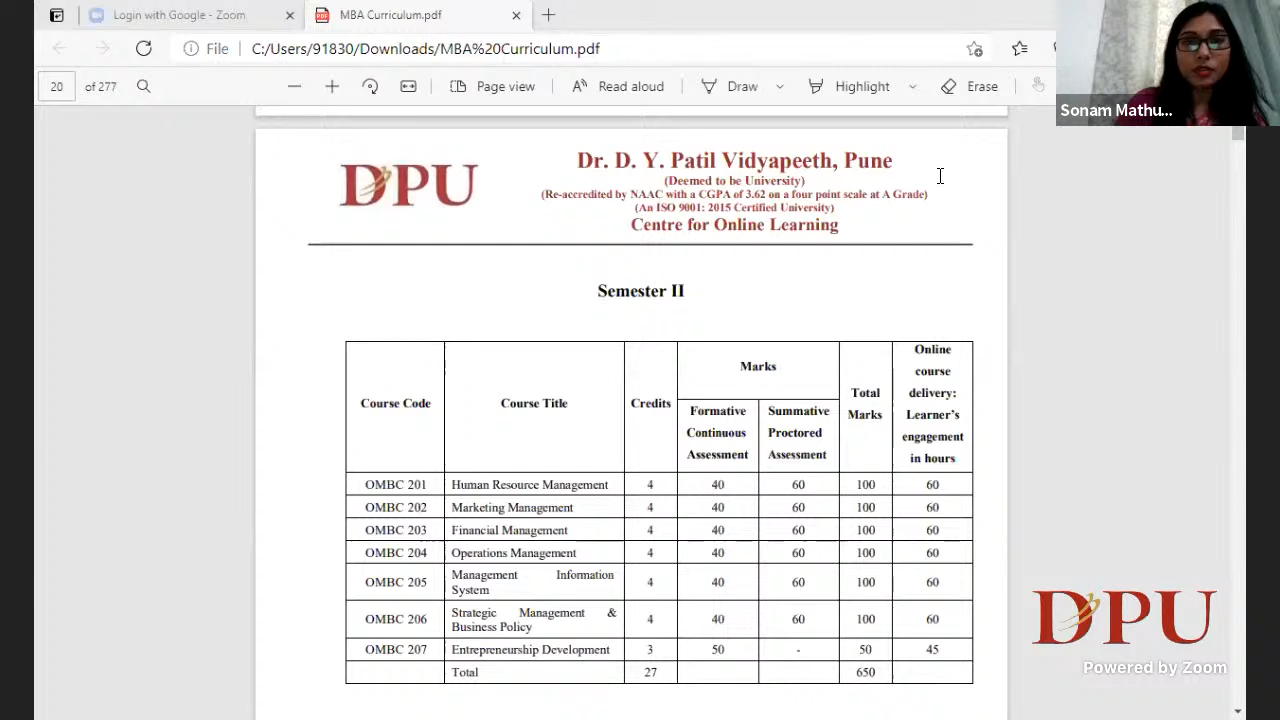 Login with Google - Zoom
MBA Curriculum.pdf
File
C:/Users/91830/Downloads/MBA%20Curriculum.pdf
20 of 277
Page view
Read aloud
Draw
Highlight
Erase
Sonam Mathu...
DPU
Dr. D. Y. Patil Vidyapeeth, Pune
(Deemed to be University)
(Re-accredited by NAAC with a CGPA of 3.62 on a four point scale at A Grade)
(An ISO 9001: 2015 Certified University)
Centre for Online Learning
Semester II
Course Code
Course Title
Credits
Marks
Formative
Continuous
Assessment
Summative
Proctored
Assessment
Total
Marks
Online
course
delivery:
Learner's
engagement
in hours
OMBC 201 Human Resource Management 4 40 60 100 60
OMBC 202 Marketing Management 4 40 60 100 60
OMBC 203 Financial Management 4 40 60 100 60
OMBC 204 Operations Management 4 40 60 100 60
OMBC 205 Management Information
System 4 40 60 100 60
OMBC 206 Strategic Management &
Business Policy 4 40 60 100 60
OMBC 207 Entrepreneurship Development 3 50 - 50 45
Total 27 650
DPU
Powered by Zoom